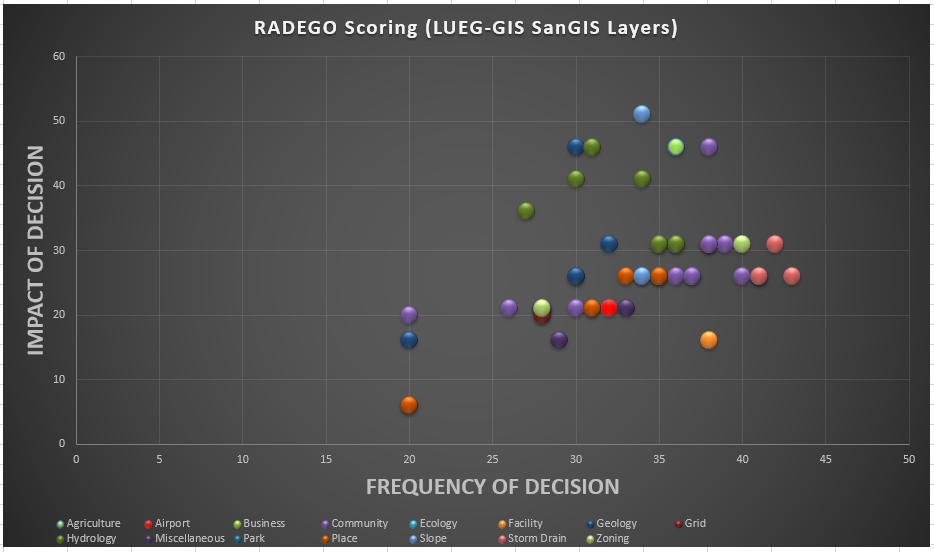 RADEGO Scoring (LUEG-GIS SanGIS Layers)
IMPACT OF DECISION
60
50
40
30
20
10
0
0 5 10 15 20 25 30 35 40 45 50
FREQUENCY OF DECISION
Agriculture Airport Business Community Ecology Facility Geology Grid
Hydrology Miscellaneous Park Place Slope Storm Drain Zoning